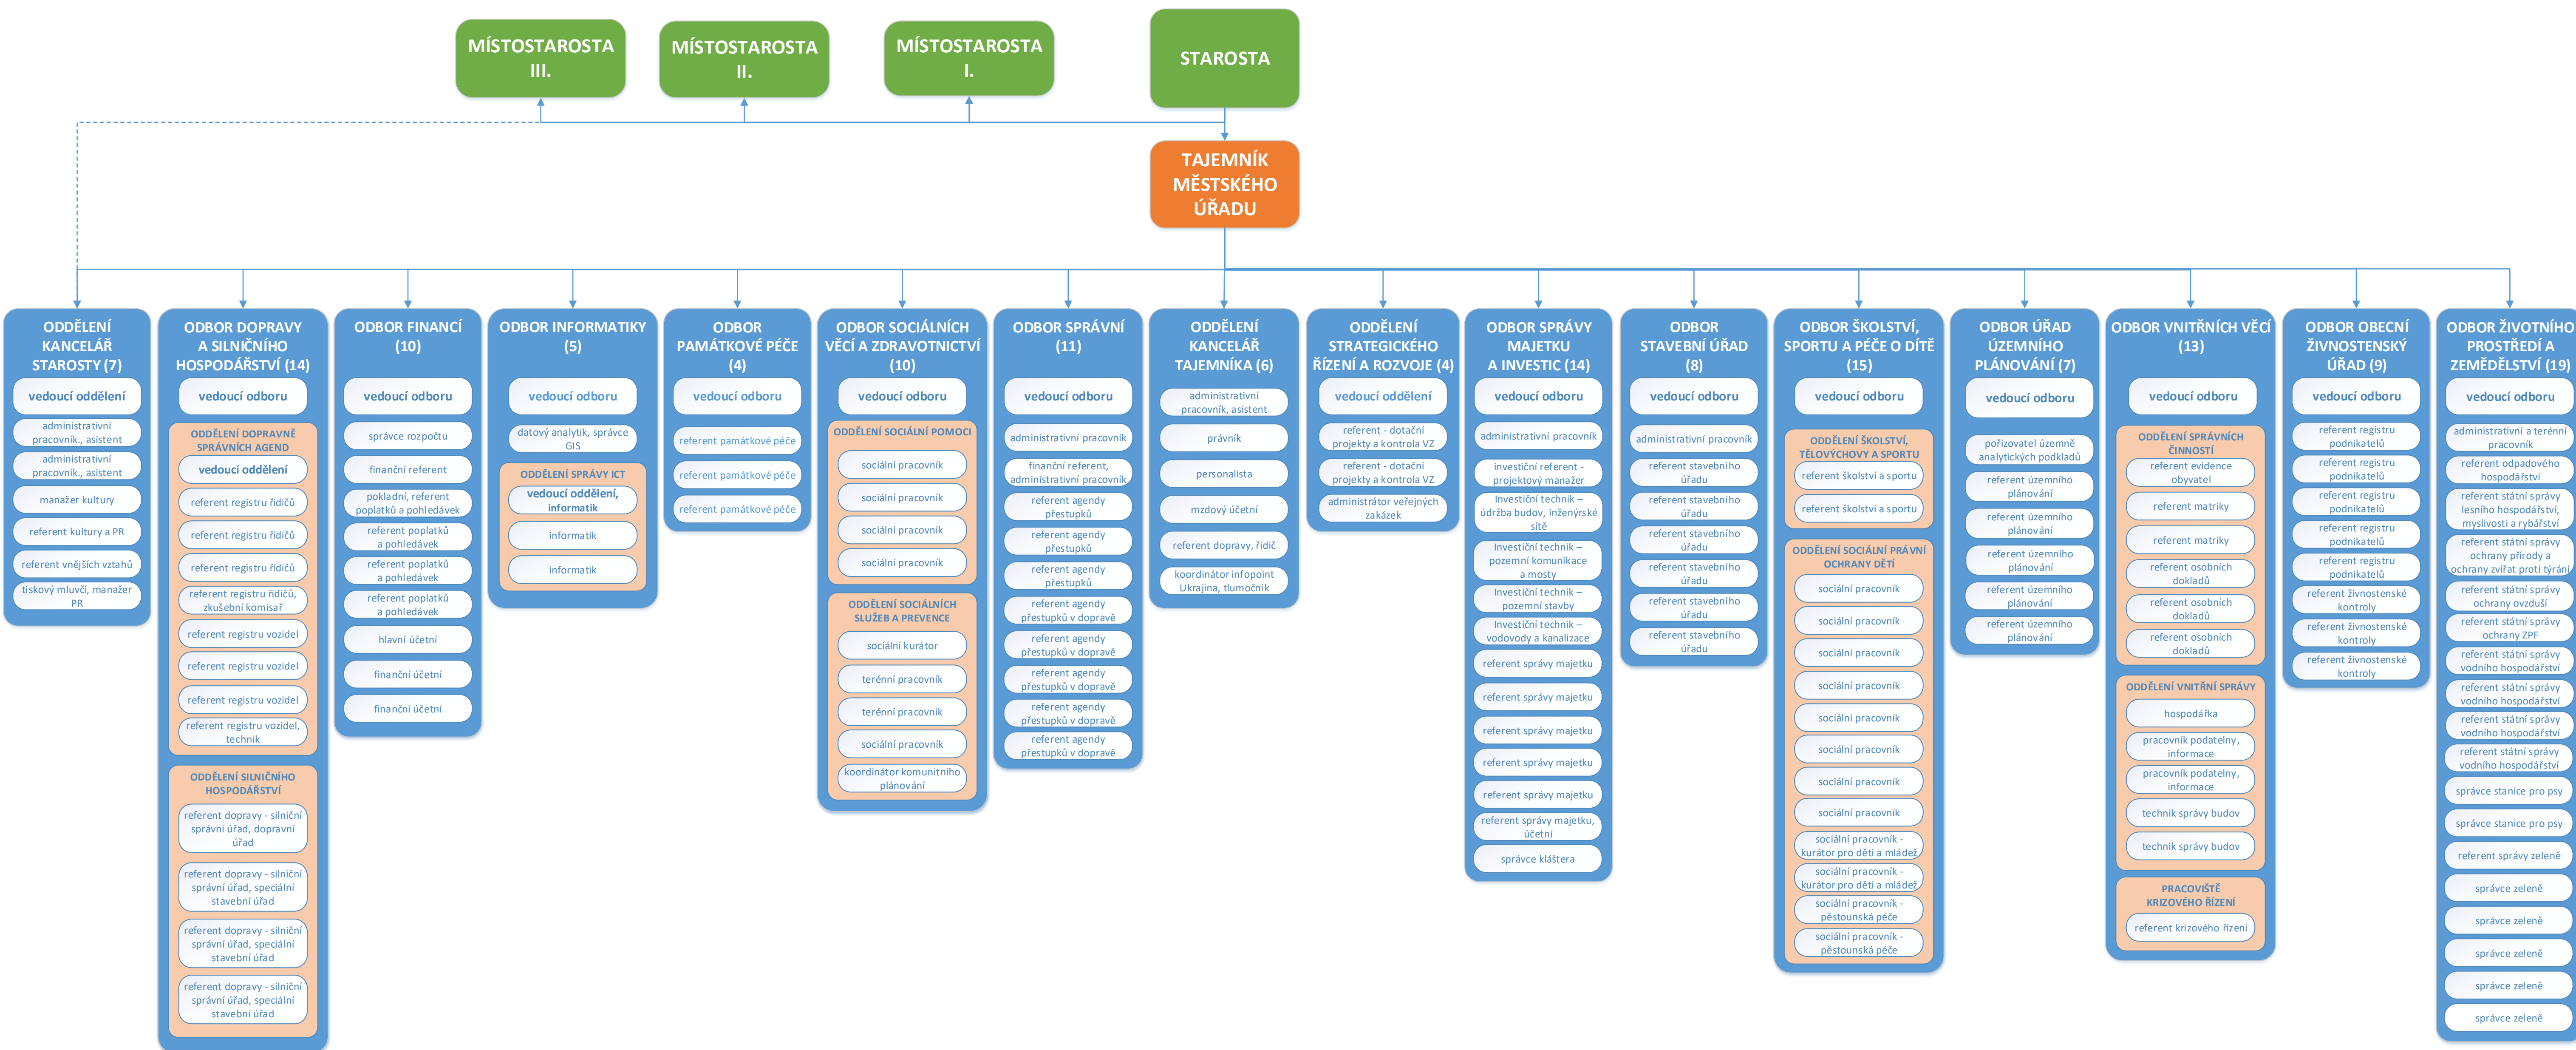 MÍSTOSTAROSTA
III.
MÍSTOSTAROSTA
II.
MÍSTOSTAROSTA
I.
STAROSTA
TAJEMNÍK
MĚSTSKÉHO
ÚŘADU
ODDĚLENÍ
KANCELÁŘ
STAROSTY (7)
vedoucí oddělení
administrativní
pracovník., asistent
administrativní
pracovník., asistent
manažer kultury
referent kultury a PR
referent vnějších vztahů
tiskový mluvčí, manažer
PR
ODBOR DOPRAVY
A SILNIČNÍHO
HOSPODÁŘSTVÍ (14)
vedoucí odboru
ODDĚLENÍ DOPRAVNĚ
SPRÁVNÍCH AGEND
vedoucí oddělení
referent registru řidičů
referent registru řidičů
referent registru řidičů
referent registru řidičů,
zkušební komisař
referent registru vozidel
referent registru vozidel
referent registru vozidel
referent registru vozidel,
technik
ODDĚLENÍ SILNIČNÍHO
HOSPODÁŘSTVÍ
referent dopravy - silniční
správní úřad, dopravní
úřad
referent dopravy - silniční
správní úřad, speciální
stavební úřad
referent dopravy - silniční
správní úřad, speciální
stavební úřad
referent dopravy - silniční
správní úřad, speciální
stavební úřad
ODBOR FINANCÍ
(10)
vedoucí odboru
správce rozpočtu
finanční referent
pokladní, referent
poplatků a pohledávek
referent poplatků
a pohledávek
referent poplatků
a pohledávek
referent poplatků
a pohledávek
hlavní účetní
finanční účetní
finanční účetní
ODBOR INFORMATIKY
(5)
vedoucí odboru
datový analytik, správce
GIS
ODDĚLENÍ SPRÁVY ICT
vedoucí oddělení,
informatik
informatik
informatik
ODBOR
PAMÁTKOVÉ PÉČE
(4)
vedoucí odboru
referent památkové péče
referent památkové péče
referent památkové péče
ODBOR SOCIÁLNÍCH
VĚCÍ A ZDRAVOTNICTVÍ
(10)
vedoucí odboru
ODDĚLENÍ SOCIÁLNÍ POMOCI
sociální pracovník
sociální pracovník
sociální pracovník
sociální pracovník
ODDĚLENÍ SOCIÁLNÍCH
SLUŽEB A PREVENCE
sociální kurátor
terénní pracovník
terénní pracovník
sociální pracovník
koordinátor komunitního
plánování
ODBOR SPRÁVNÍ
(11)
vedoucí odboru
administrativní pracovník
finanční referent,
administrativní pracovník
referent agendy
přestupků
referent agendy
přestupků
referent agendy
přestupků
referent agendy
přestupků v dopravě
referent agendy
přestupků v dopravě
referent agendy
přestupků v dopravě
referent agendy
přestupků v dopravě
referent agendy
přestupků v dopravě
ODDĚLENÍ
KANCELÁŘ
TAJEMNÍKA (6)
administrativní
pracovník, asistent
právník
personalista
mzdový účetní
referent dopravy, řidič
koordinátor infopoint
Ukrajina, tlumočník
ODDĚLENÍ
STRATEGICKÉHO
ŘÍZENÍ A ROZVOJE (4)
vedoucí oddělení
referent - dotační
projekty a kontrola VZ
referent - dotační
projekty a kontrola VZ
administrátor veřejných
zakázek
ODBOR SPRÁVY
MAJETKU
A INVESTIC (14)
vedoucí odboru
administrativní pracovník
investiční referent -
projektový manažer
Investiční technik –
údržba budov, inženýrské
sítě
Investiční technik –
pozemní komunikace
a mosty
Investiční technik –
pozemní stavby
Investiční technik –
vodovody a kanalizace
referent správy majetku
referent správy majetku
referent správy majetku
referent správy majetku
referent správy majetku
referent správy majetku,
účetní
správce kláštera
ODBOR
STAVEBNÍ ÚŘAD
(8)
vedoucí odboru
administrativní pracovník
referent stavebního
úřadu
referent stavebního
úřadu
referent stavebního
úřadu
referent stavebního
úřadu
referent stavebního
úřadu
referent stavebního
úřadu
ODBOR ŠKOLSTVÍ,
SPORTU A PÉČE O DÍTĚ
(15)
vedoucí odboru
ODDĚLENÍ ŠKOLSTVÍ,
TĚLOVÝCHOVY A SPORTU
referent školství a sportu
referent školství a sportu
ODDĚLENÍ SOCIÁLNÍ PRÁVNÍ
OCHRANY DĚTÍ
sociální pracovník
sociální pracovník
sociální pracovník
sociální pracovník
sociální pracovník
sociální pracovník
sociální pracovník
sociální pracovník
sociální pracovník -
kurátor pro děti a mládež
sociální pracovník -
kurátor pro děti a mládež
sociální pracovník -
pěstounská péče
sociální pracovník -
pěstounská péče
ODBOR ÚŘAD
ÚZEMNÍHO
PLÁNOVÁNÍ (7)
vedoucí odboru
pořizovatel územně
analytických podkladů
referent územního
plánování
referent územního
plánování
referent územního
plánování
referent územního
plánování
referent územního
plánování
ODBOR VNITŘNÍCH VĚCÍ
(13)
vedoucí odboru
ODDĚLENÍ SPRÁVNÍCH
ČINNOSTÍ
referent evidence
obyvatel
referent matriky
referent matriky
referent osobních
dokladů
referent osobních
dokladů
referent osobních
dokladů
ODDĚLENÍ VNITŘNÍ SPRÁVY
hospodářka
pracovník podatelny,
informace
pracovník podatelny,
informace
technik správy budov
technik správy budov
PRACOVIŠTĚ
KRIZOVÉHO ŘÍZENÍ
referent krizového řízení
ODBOR OBECNÍ
ŽIVNOSTENSKÝ
ÚŘAD (9)
vedoucí odboru
referent registru
podnikatelů
referent registru
podnikatelů
referent registru
podnikatelů
referent registru
podnikatelů
referent registru
podnikatelů
referent živnostenské
kontroly
referent živnostenské
kontroly
referent živnostenské
kontroly
ODBOR ŽIVOTNÍHO
PROSTŘEDÍ A
ZEMĚDĚLSTVÍ (19)
vedoucí odboru
administrativní a terénní
pracovník
referent odpadového
hospodářství
referent státní správy
lesního hospodářství,
myslivosti a rybářství
referent státní správy
ochrany přírody a
ochrany zvířat proti týrání
referent státní správy
ochrany ovzduší
referent státní správy
ochrany ZPF
referent státní správy
vodního hospodářství
referent státní správy
vodního hospodářství
referent státní správy
vodního hospodářství
referent státní správy
vodního hospodářství
správce stanice pro psy
správce stanice pro psy
referent správy zeleně
správce zeleně
správce zeleně
správce zeleně
správce zeleně
správce zeleně